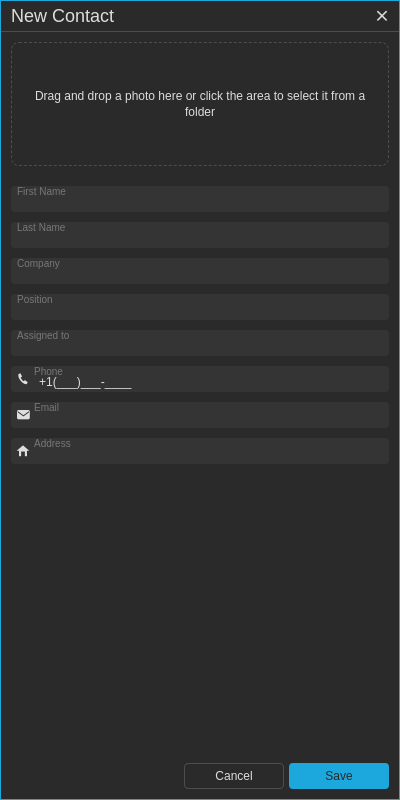 New Contact
Drag and drop a photo here or click the area to select it from a
folder
First Name
Last Name
Company
Position
Assigned to
Phone
+1(___)___-____
Email
Address
Cancel
Save